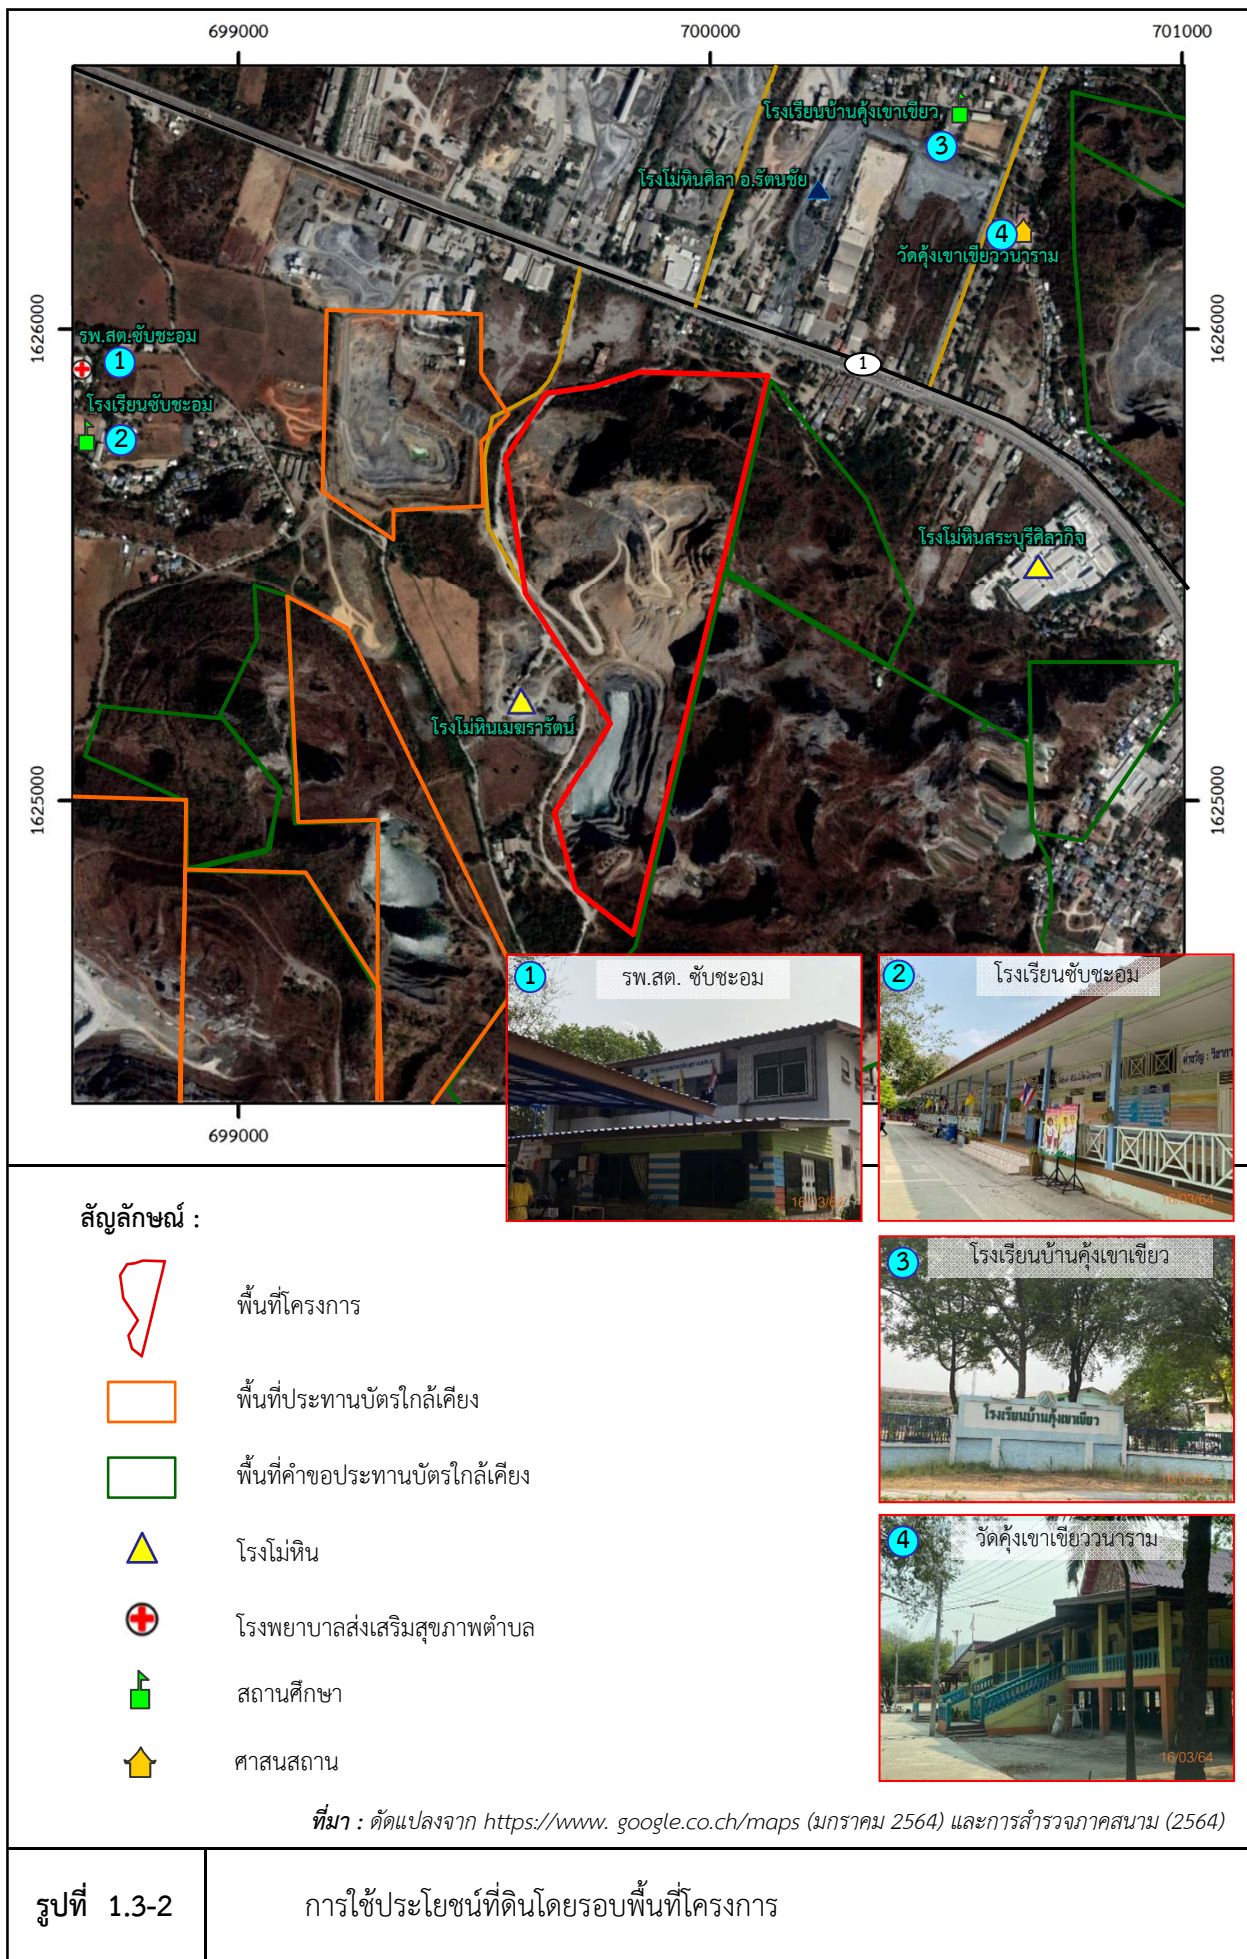 699000 700000 701000
โรงเรียนบ้านคุ้งเขาเขียว
3
โรงโม่หินศิลา อ.รัตนชัย
4
วัดคุ้งเขาเขียววนาราม
1626000 1626000
รพ.สต.ซับชะอม
1
1
โรงเรียนซับชะอม
2
โรงโม่หินสระบุรีศิลากิจ
โรงโม่หินเมฆรารัตน์
1625000 1625000
699000
1 รพ.สต. ซับชะอม
16/03/64
2 โรงเรียนซับชะอม
16/03/64
3 โรงเรียนบ้านคุ้งเขาเขียว
โรงเรียนบ้านคุ้งเขาเขียว
16/03/64
4 วัดคุ้งเขาเขียววนาราม
16/03/64
สัญลักษณ์ :
พื้นที่โครงการ
พื้นที่ประทานบัตรใกล้เคียง
พื้นที่คำขอประทานบัตรใกล้เคียง
โรงโม่หิน
โรงพยาบาลส่งเสริมสุขภาพตำบล
สถานศึกษา
ศาสนสถาน
ที่มา : ดัดแปลงจาก https://www. google.co.ch/maps (มกราคม 2564) และการสำรวจภาคสนาม (2564)
รูปที่ 1.3-2 การใช้ประโยชน์ที่ดินโดยรอบพื้นที่โครงการ